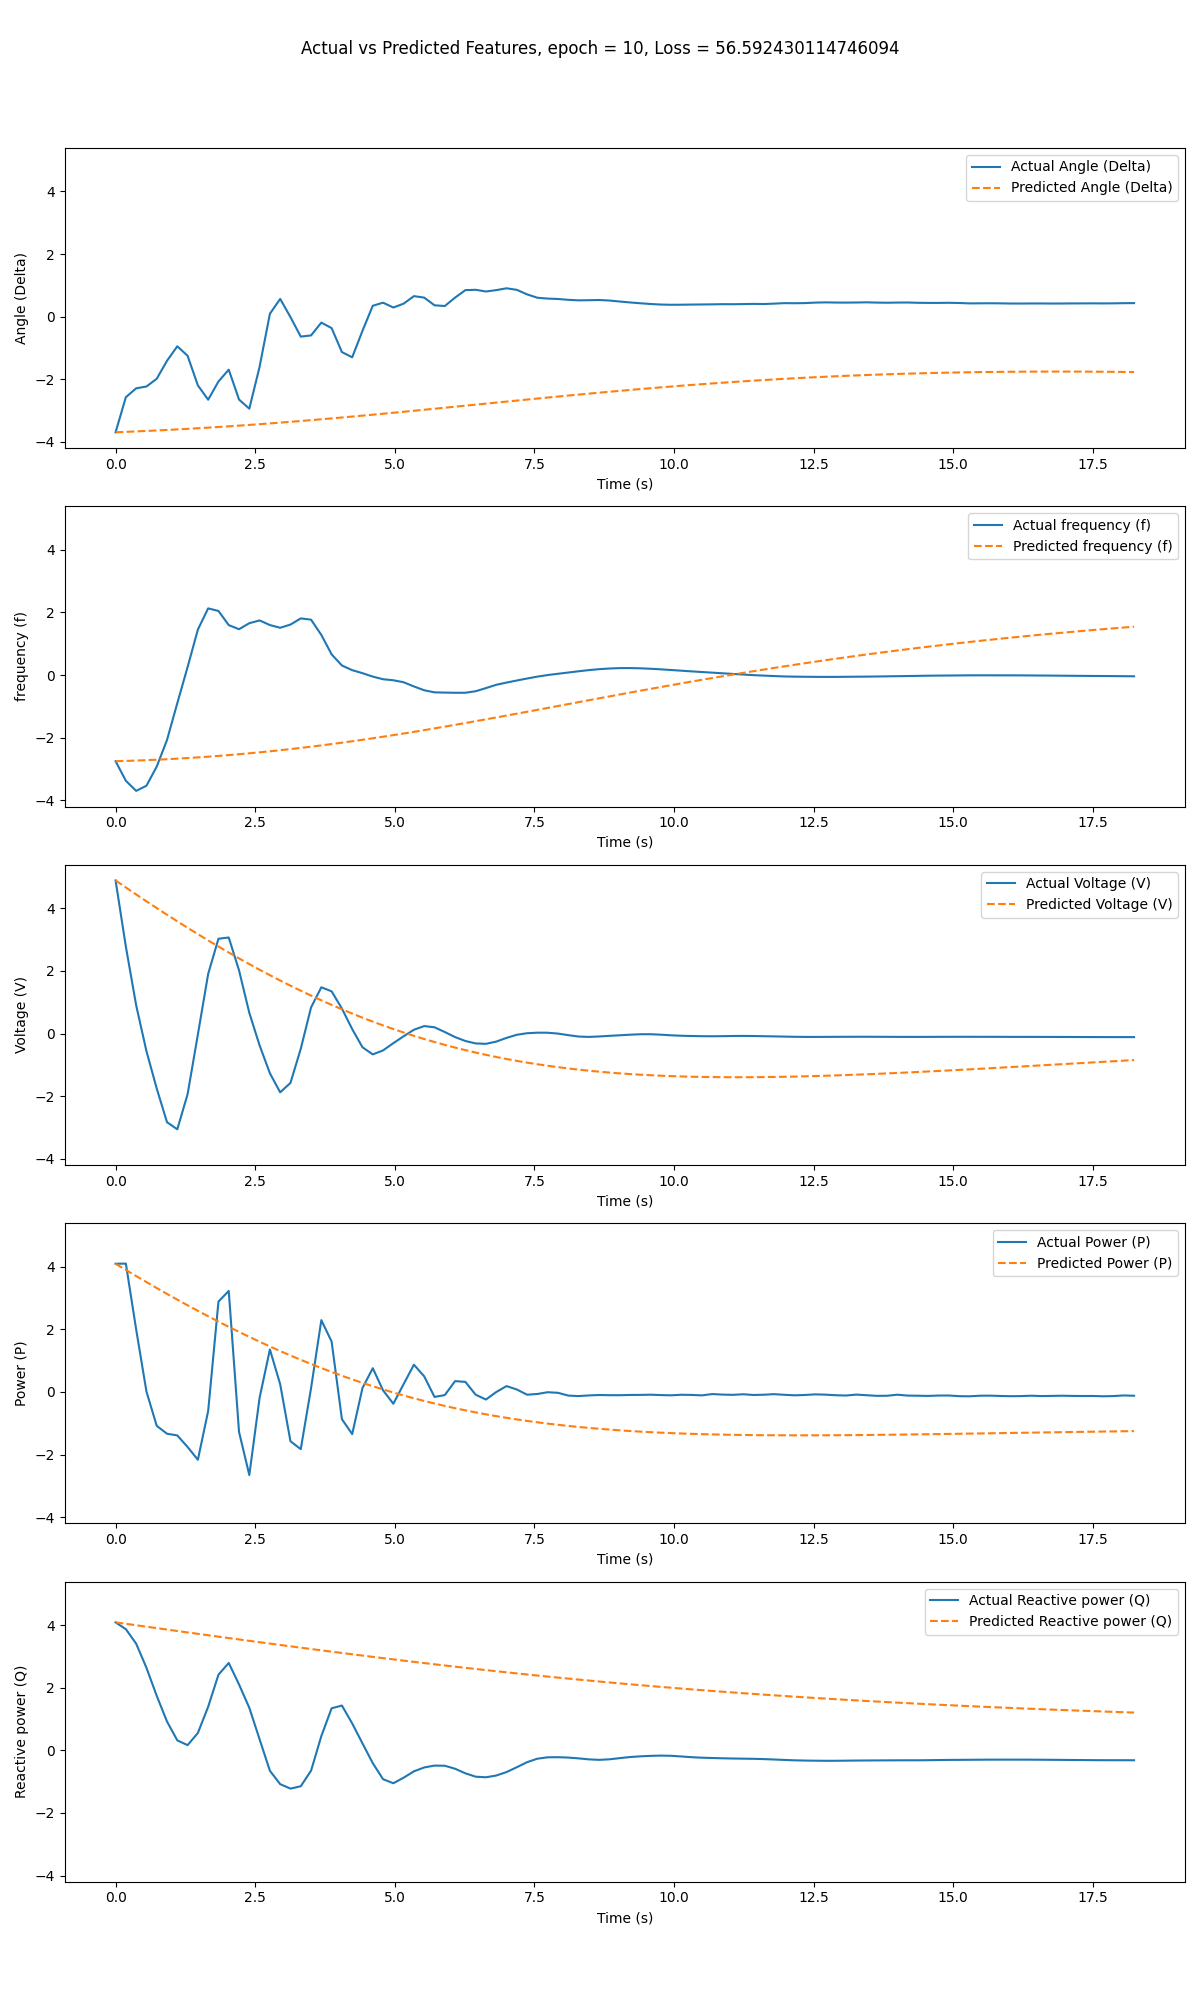 Actual vs Predicted Features, epoch = 10, Loss = 56.592430114746094
Actual Angle (Delta)
Predicted Angle (Delta)
Angle (Delta)
4
2
0
−2
−4
0.0 2.5 5.0 7.5 10.0 12.5 15.0 17.5
Time (s)
Actual frequency (f)
Predicted frequency (f)
frequency (f)
4
2
0
−2
−4
0.0 2.5 5.0 7.5 10.0 12.5 15.0 17.5
Time (s)
Actual Voltage (V)
Predicted Voltage (V)
Voltage (V)
4
2
0
−2
−4
0.0 2.5 5.0 7.5 10.0 12.5 15.0 17.5
Time (s)
Actual Power (P)
Predicted Power (P)
Power (P)
4
2
0
−2
−4
0.0 2.5 5.0 7.5 10.0 12.5 15.0 17.5
Time (s)
Actual Reactive power (Q)
Predicted Reactive power (Q)
Reactive power (Q)
4
2
0
−2
−4
0.0 2.5 5.0 7.5 10.0 12.5 15.0 17.5
Time (s)